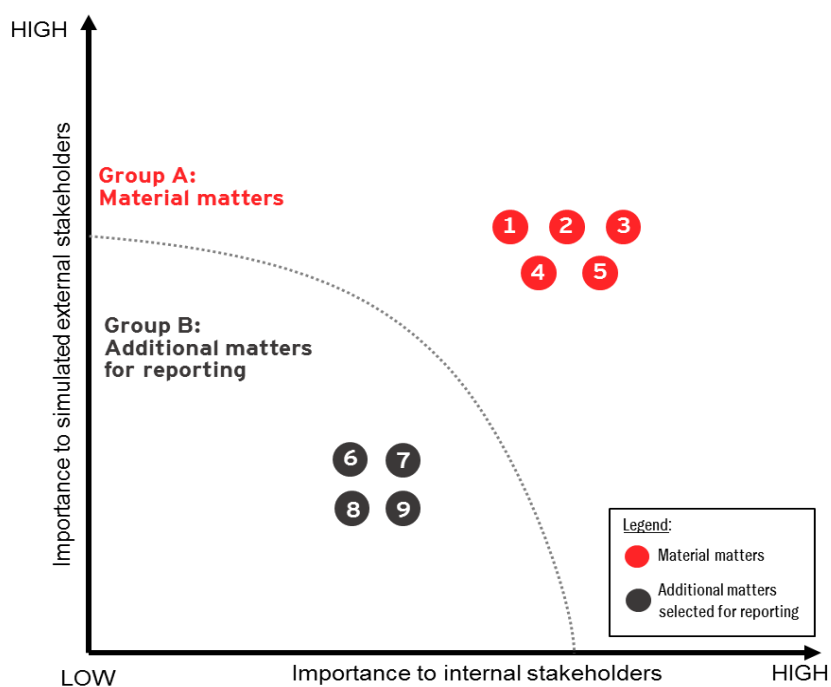 HIGH
Importance to simulated external stakeholders
Group A:
Material matters
1 2 3
4 5
Group B:
Additional matters
for reporting
6 7
8 9
Legend:
Material matters
Additional matters
selected for reporting
LOW
Importance to internal stakeholders
HIGH